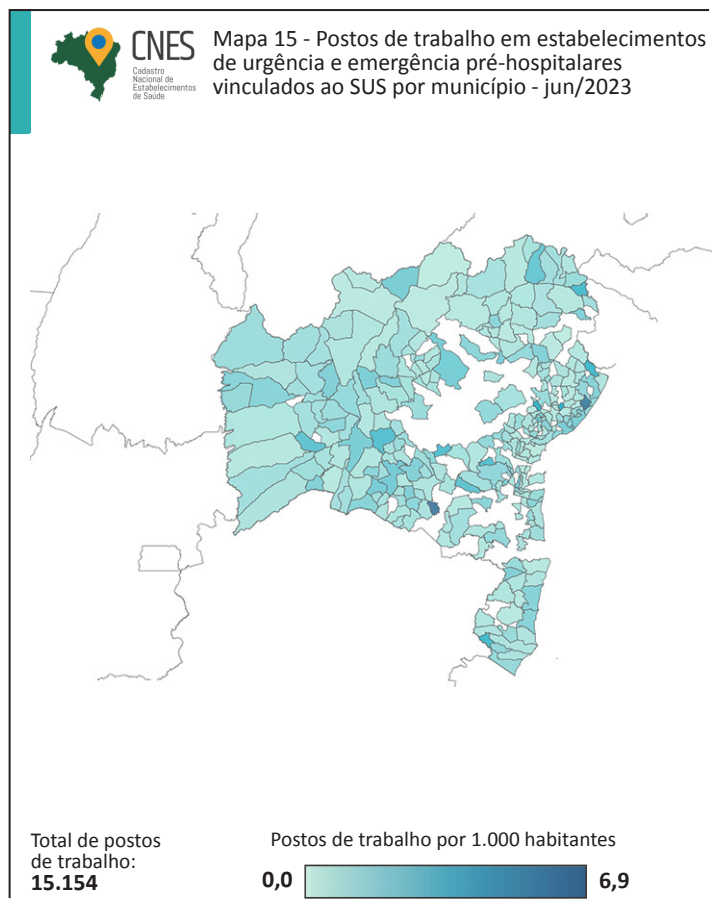 CNES
Cadastro
Nacional de
Estabelecimentos
de Saúde
Mapa 15 - Postos de trabalho em estabelecimentos
de urgência e emergência pré-hospitalares
vinculados ao SUS por município - jun/2023
Total de postos
de trabalho:
15.154
Postos de trabalho por 1.000 habitantes
0,0
6,9